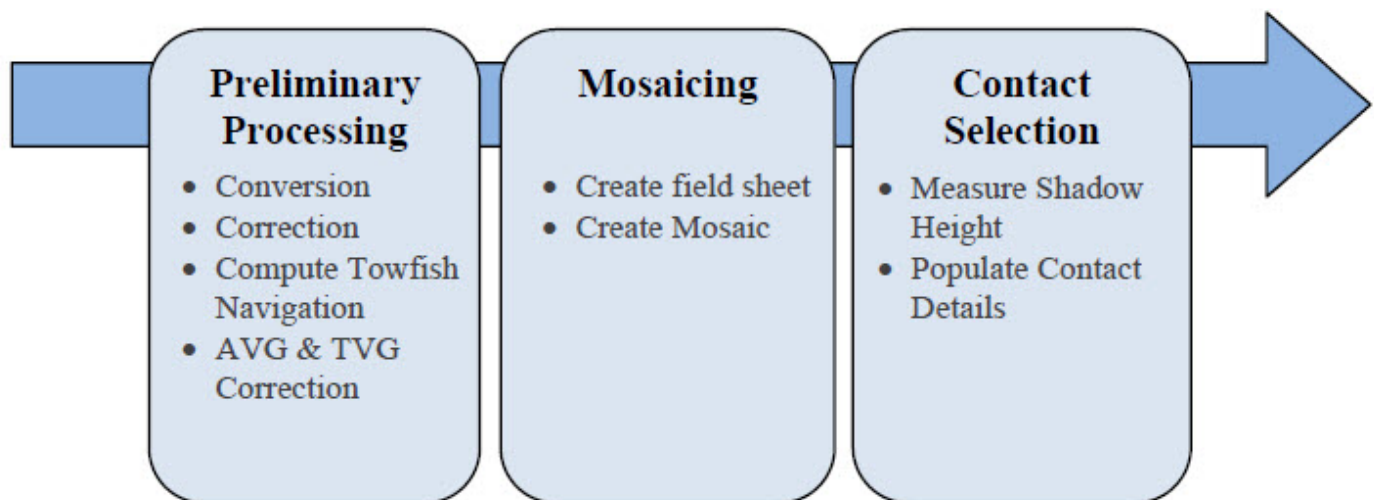 Preliminary
Processing
• Conversion
• Correction
• Compute Towfish
Navigation
• AVG & TVG
Correction
Mosaicing
• Create field sheet
• Create Mosaic
Contact
Selection
• Measure Shadow
Height
• Populate Contact
Details